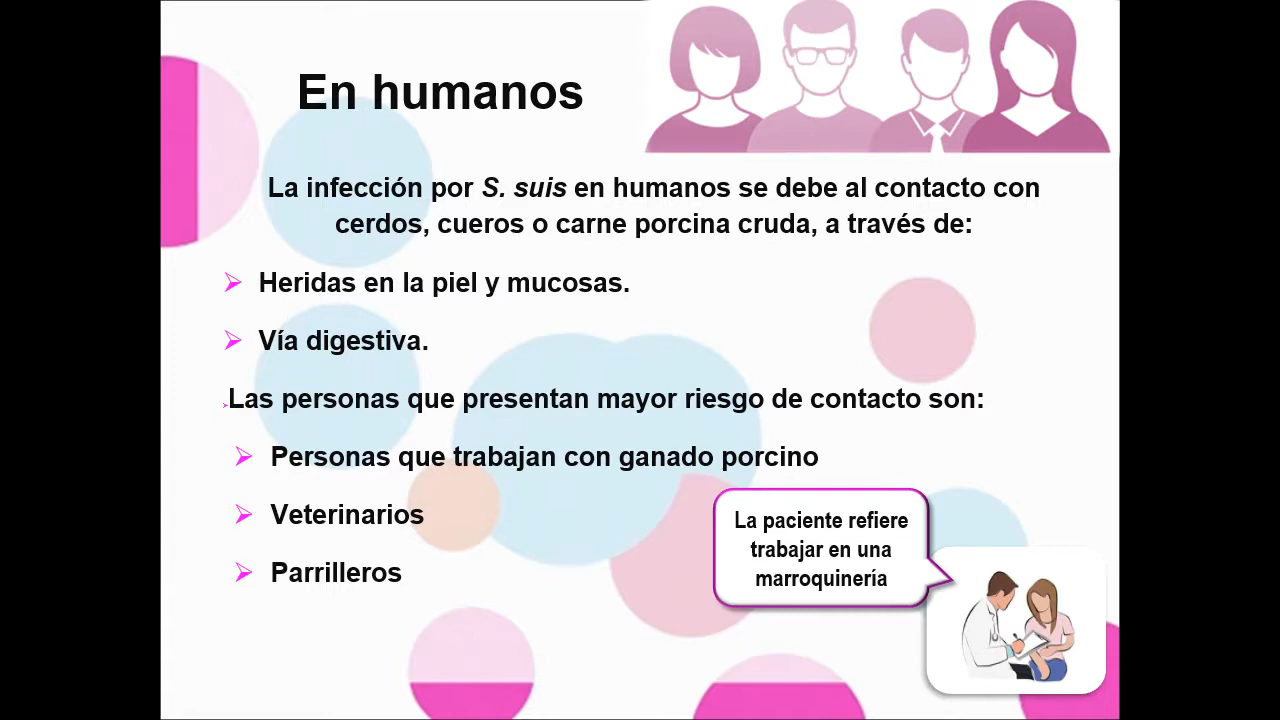 En humanos
La infección por S. suis en humanos se debe al contacto con
cerdos, cueros o carne porcina cruda, a través de:
Heridas en la piel y mucosas.
Vía digestiva.
Las personas que presentan mayor riesgo de contacto son:
Personas que trabajan con ganado porcino
Veterinarios
Parrilleros
La paciente refiere
trabajar en una
marroquinería